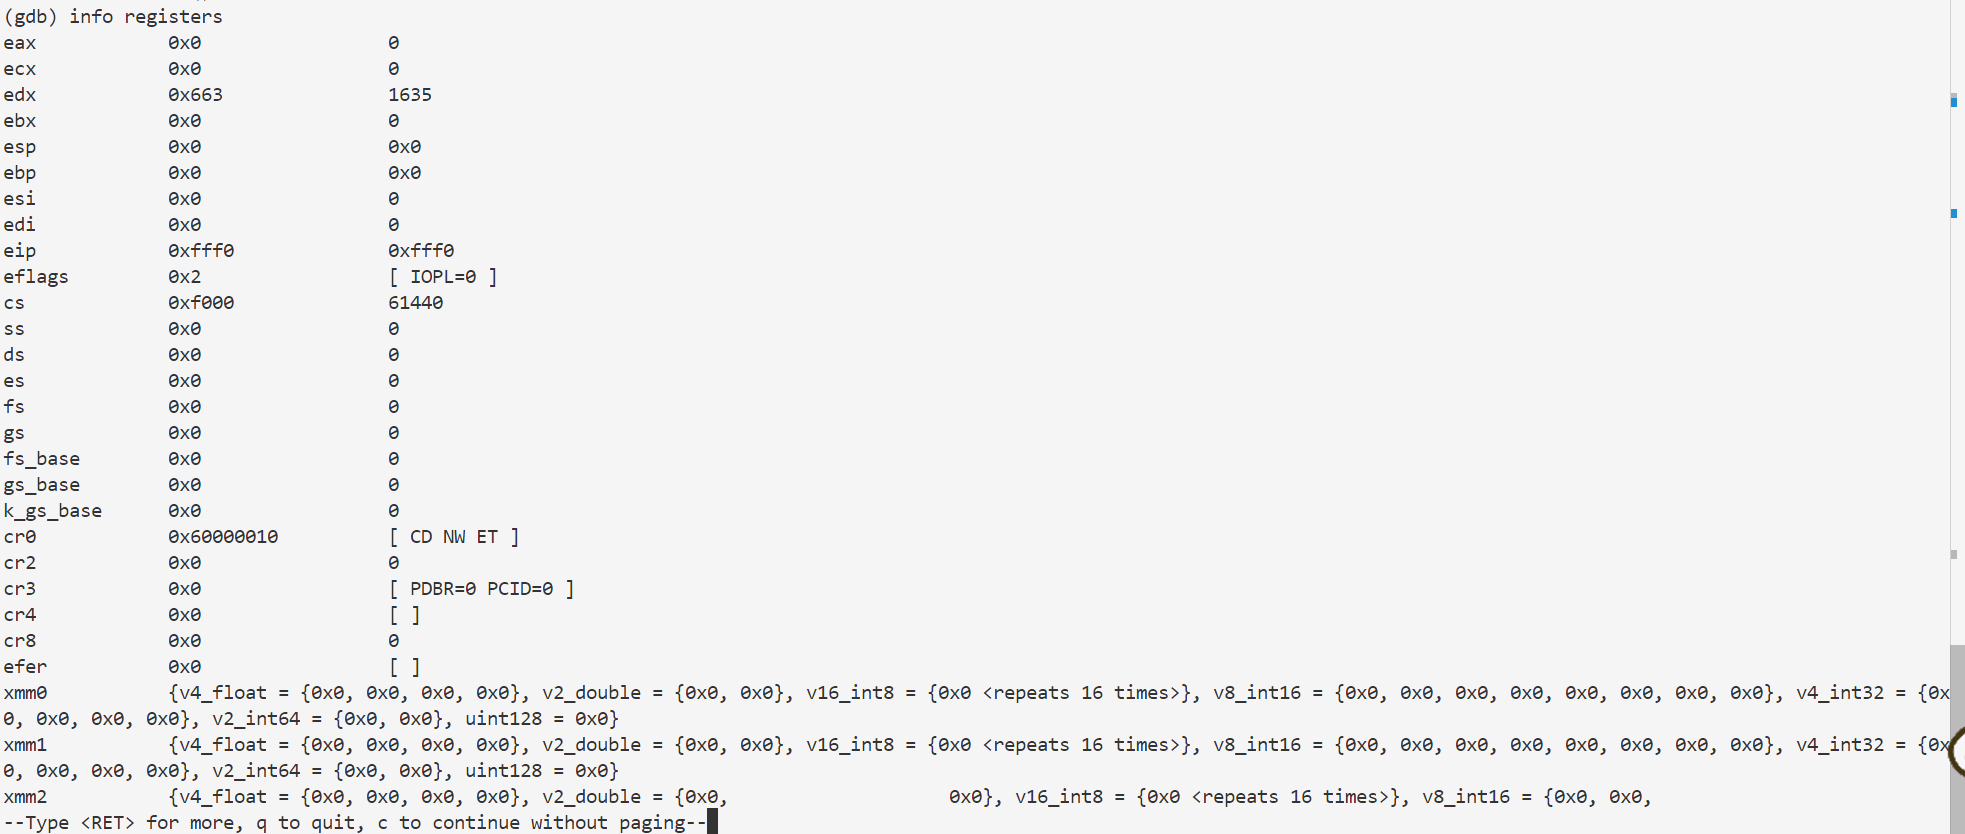 (gdb) info registers
eax 0x0 0
ecx 0x0 0
edx 0x663 1635
ebx 0x0 0
esp 0x0 0x0
ebp 0x0 0x0
esi 0x0 0
edi 0x0 0
eip 0xfff0 0xfff0
eflags 0x2 [ IOPL=0 ]
cs 0xf000 61440
ss 0x0 0
ds 0x0 0
es 0x0 0
fs 0x0 0
gs 0x0 0
fs_base 0x0 0
gs_base 0x0 0
k_gs_base 0x0 0
cr0 0x60000010 [ CD NW ET ]
cr2 0x0 0
cr3 0x0 [ PDBR=0 PCID=0 ]
cr4 0x0 [ ]
cr8 0x0 0
efer 0x0 [ ]
xmm0 {v4_float = {0x0, 0x0, 0x0, 0x0}, v2_double = {0x0, 0x0}, v16_int8 = {0x0 <repeats 16 times>}, v8_int16 = {0x0, 0x0, 0x0, 0x0, 0x0, 0x0, 0x0, 0x0}, v4_int32 = {0x
0, 0x0, 0x0, 0x0}, v2_int64 = {0x0, 0x0}, uint128 = 0x0}
xmm1 {v4_float = {0x0, 0x0, 0x0, 0x0}, v2_double = {0x0, 0x0}, v16_int8 = {0x0 <repeats 16 times>}, v8_int16 = {0x0, 0x0, 0x0, 0x0, 0x0, 0x0, 0x0, 0x0}, v4_int32 = {0x
0, 0x0, 0x0, 0x0}, v2_int64 = {0x0, 0x0}, uint128 = 0x0}
xmm2 {v4_float = {0x0, 0x0, 0x0, 0x0}, v2_double = {0x0, 0x0}, v16_int8 = {0x0 <repeats 16 times>}, v8_int16 = {0x0, 0x0,
--Type <RET> for more, q to quit, c to continue without paging--